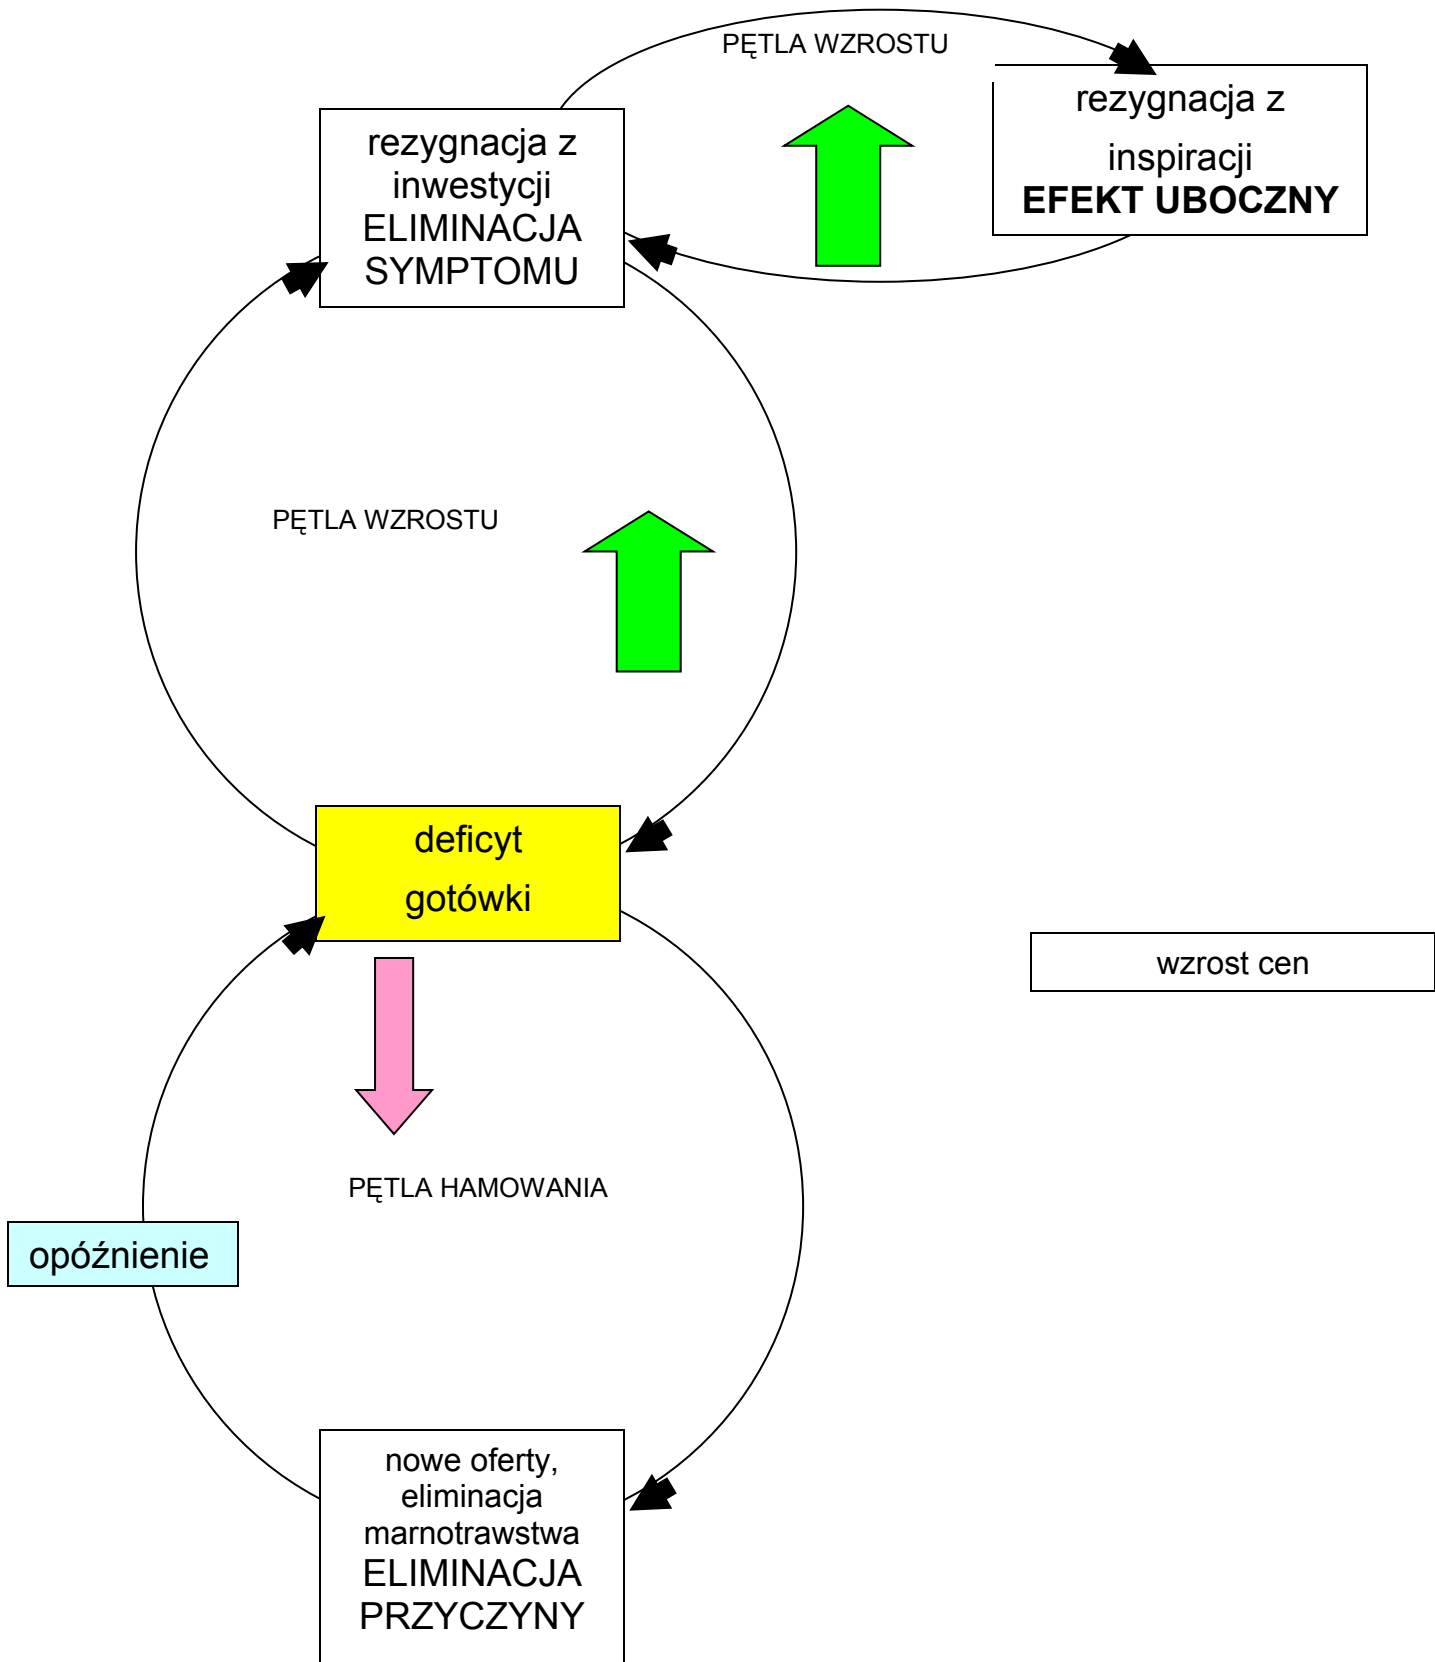 PĘTLA WZROSTU
rezygnacja z
inspiracji
EFEKT UBOCZNY
rezygnacja z
inwestycji
ELIMINACJA
SYMPTOMU
PĘTLA WZROSTU
deficyt
gotówki
wzrost cen
PĘTLA HAMOWANIA
opóźnienie
nowe oferty,
eliminacja
marnotrawstwa
ELIMINACJA
PRZYCZYNY